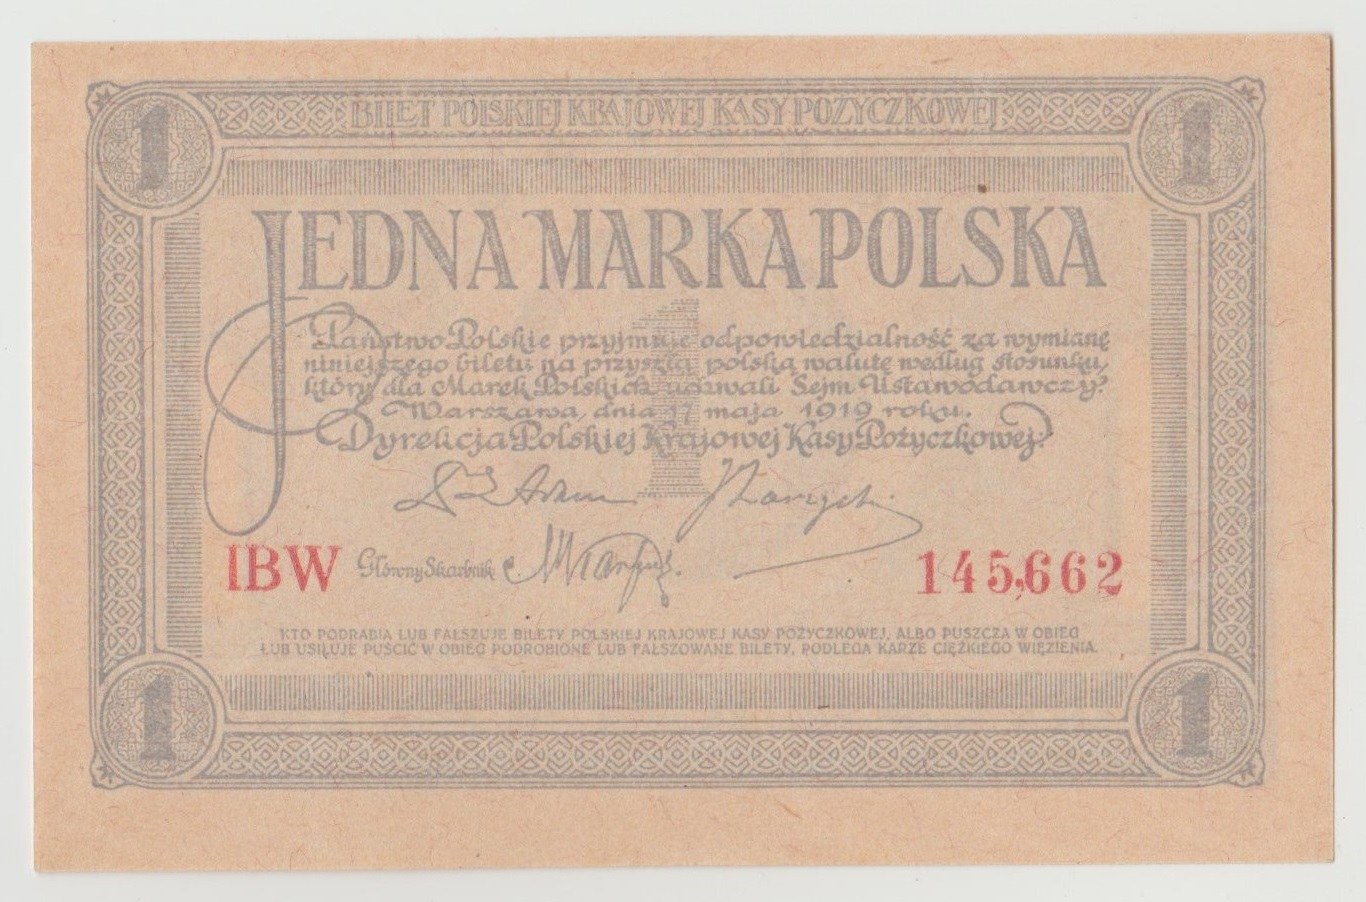 BILET POLSKIEJ KRAJOWEJ KASY POŻYCZKOWEJ
1 1
JEDNA MARKA POLSKA
1
Państwo Polskie przyjmuje odpowiedzialność za wymianę
niniejszego biletu na przyszłą polską walutę według stosunku,
który dla Marek Polskich uchwali Sejm Ustawodawczy.
Warszawa, dnia 17 maja 1919 roku.
Dyrekcja Polskiej Krajowej Kasy Pożyczkowej
IBW Główny Skarbnik 145,662
KTO PODRABIA LUB FAŁSZUJE BILETY POLSKIEJ KRAJOWEJ KASY POŻYCZKOWEJ, ALBO PUSZCZA W OBIEG
LUB USIŁUJE PUŚCIĆ W OBIEG PODROBIONE LUB FAŁSZOWANE BILETY, PODLEGA KARZE CIĘŻKIEGO WIĘZIENIA.
1 1